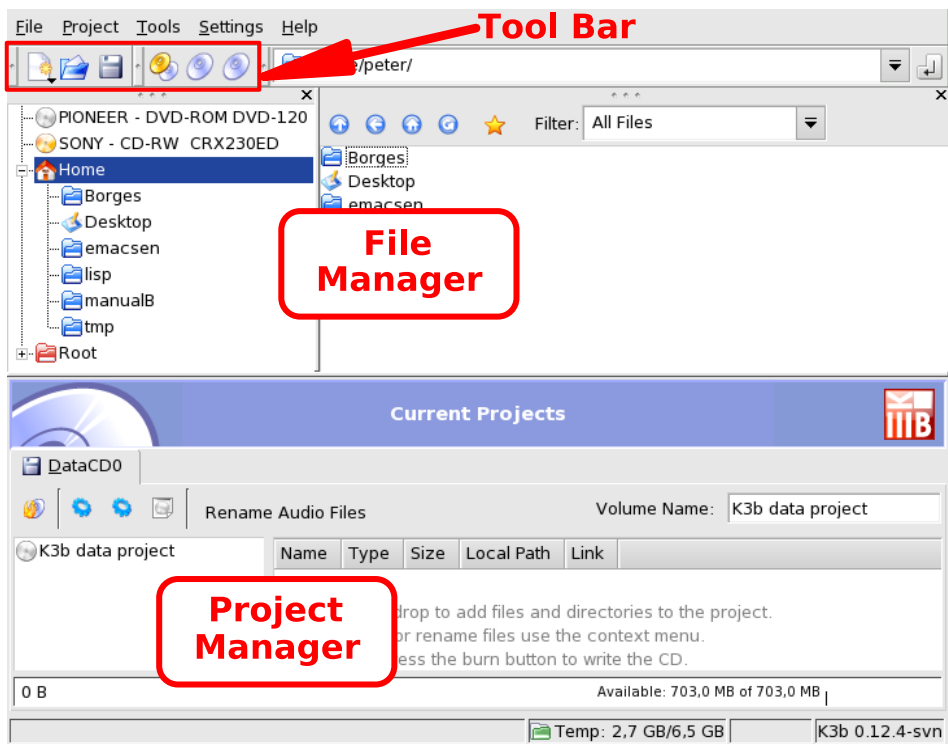 File Project Tools Settings Help
Tool Bar
e/peter/
PIONEER - DVD-ROM DVD-120
SONY - CD-RW CRX230ED
Home
Borges
Desktop
emacsen
lisp
manualB
tmp
Root
Filter: All Files
Borges
Desktop
emacsen
File
Manager
Current Projects
K3B
DataCD0
Rename Audio Files
Volume Name: K3b data project
K3b data project
Name Type Size Local Path Link
drop to add files and directories to the project.
or rename files use the context menu.
ess the burn button to write the CD.
Project
Manager
0 B
Available: 703,0 MB of 703,0 MB
Temp: 2,7 GB/6,5 GB
K3b 0.12.4-svn